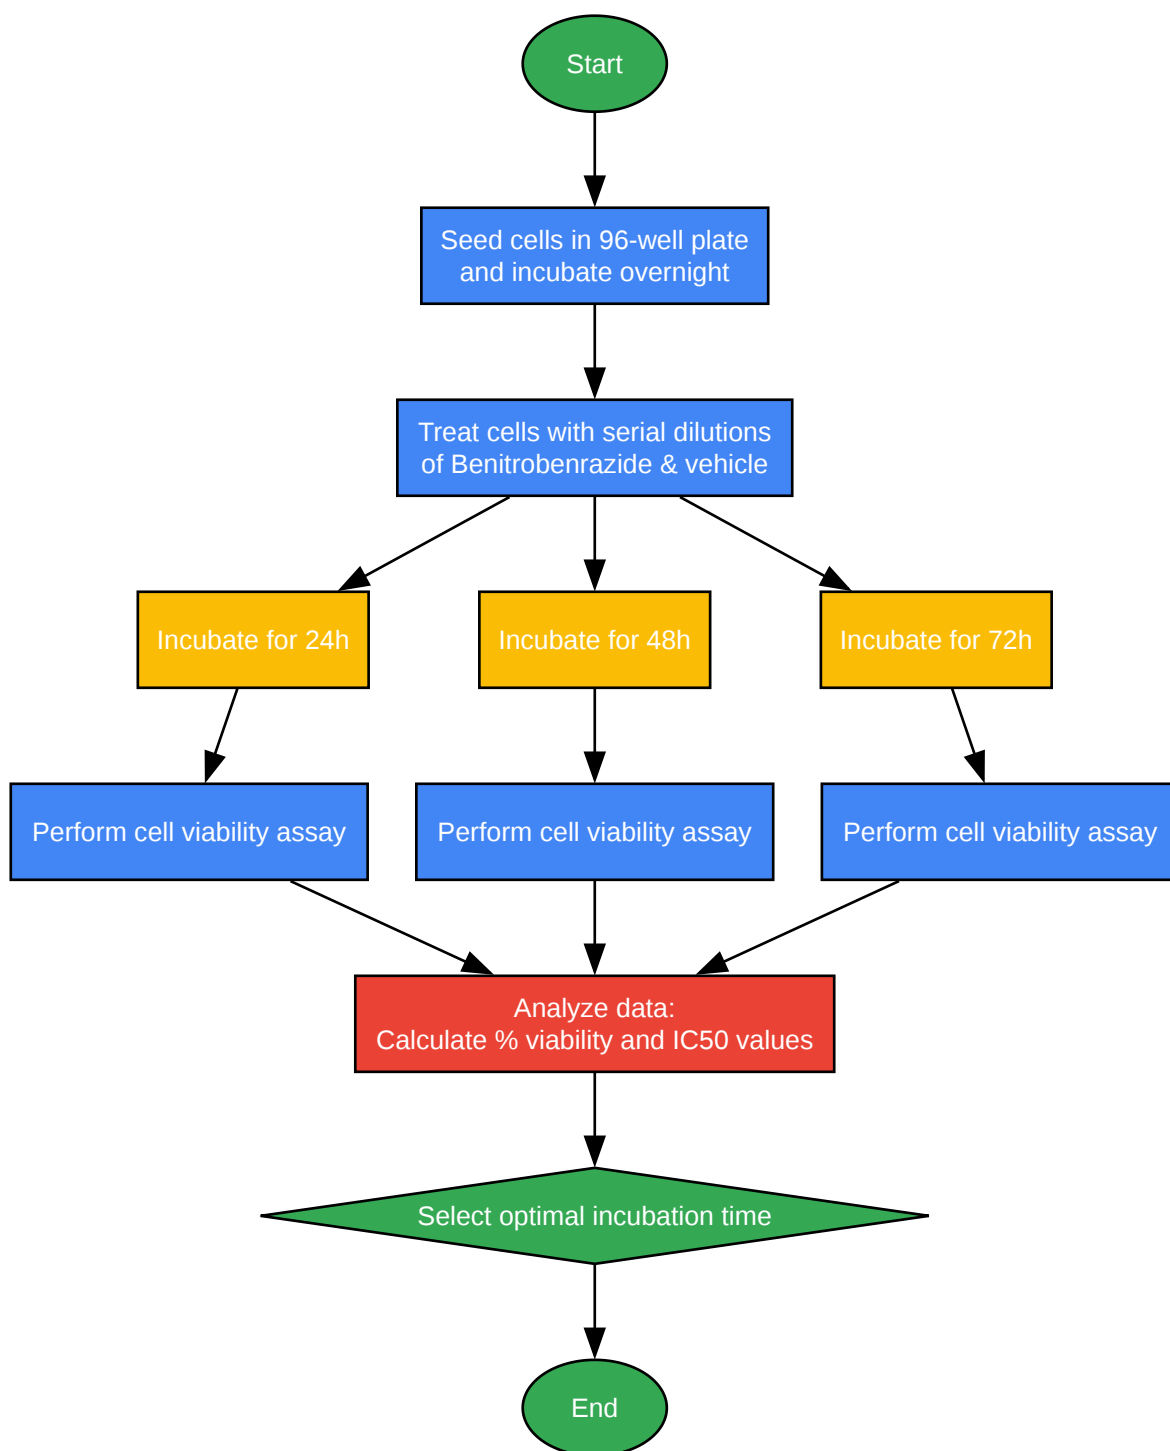 Start
Seed cells in 96-well plate
and incubate overnight
Treat cells with serial dilutions
of Benitrobenrazide & vehicle
Incubate for 24h
Incubate for 48h
Incubate for 72h
Perform cell viability assay
Perform cell viability assay
Perform cell viability assay
Analyze data:
Calculate % viability and IC50 values
Select optimal incubation time
End